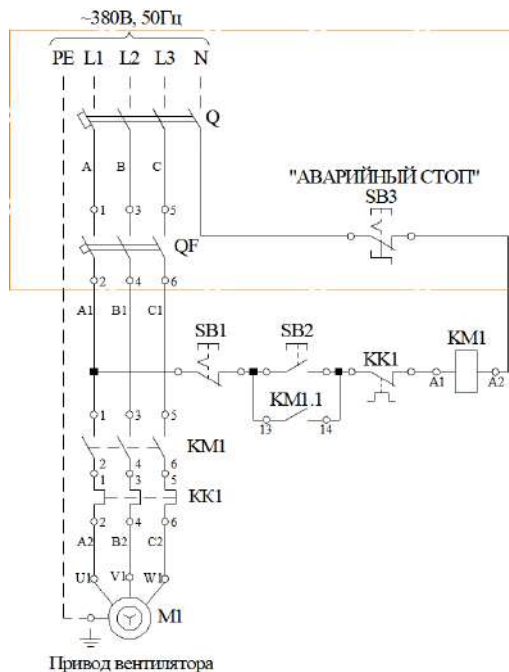 ~380В, 50Гц
PE L1 L2 L3 N
Q
A B C
"АВАРИЙНЫЙ СТОП"
SB3
1 3 5
QF
2 4 6
A1 B1 C1
SB1 SB2 KK1 KM1
A1 A2
KM1.1
13 14
1 3 5
KM1
2 4 6
1 3 5
KK1
2 4 6
A2 B2 C2
U1 V1 W1
M1
Привод вентилятора